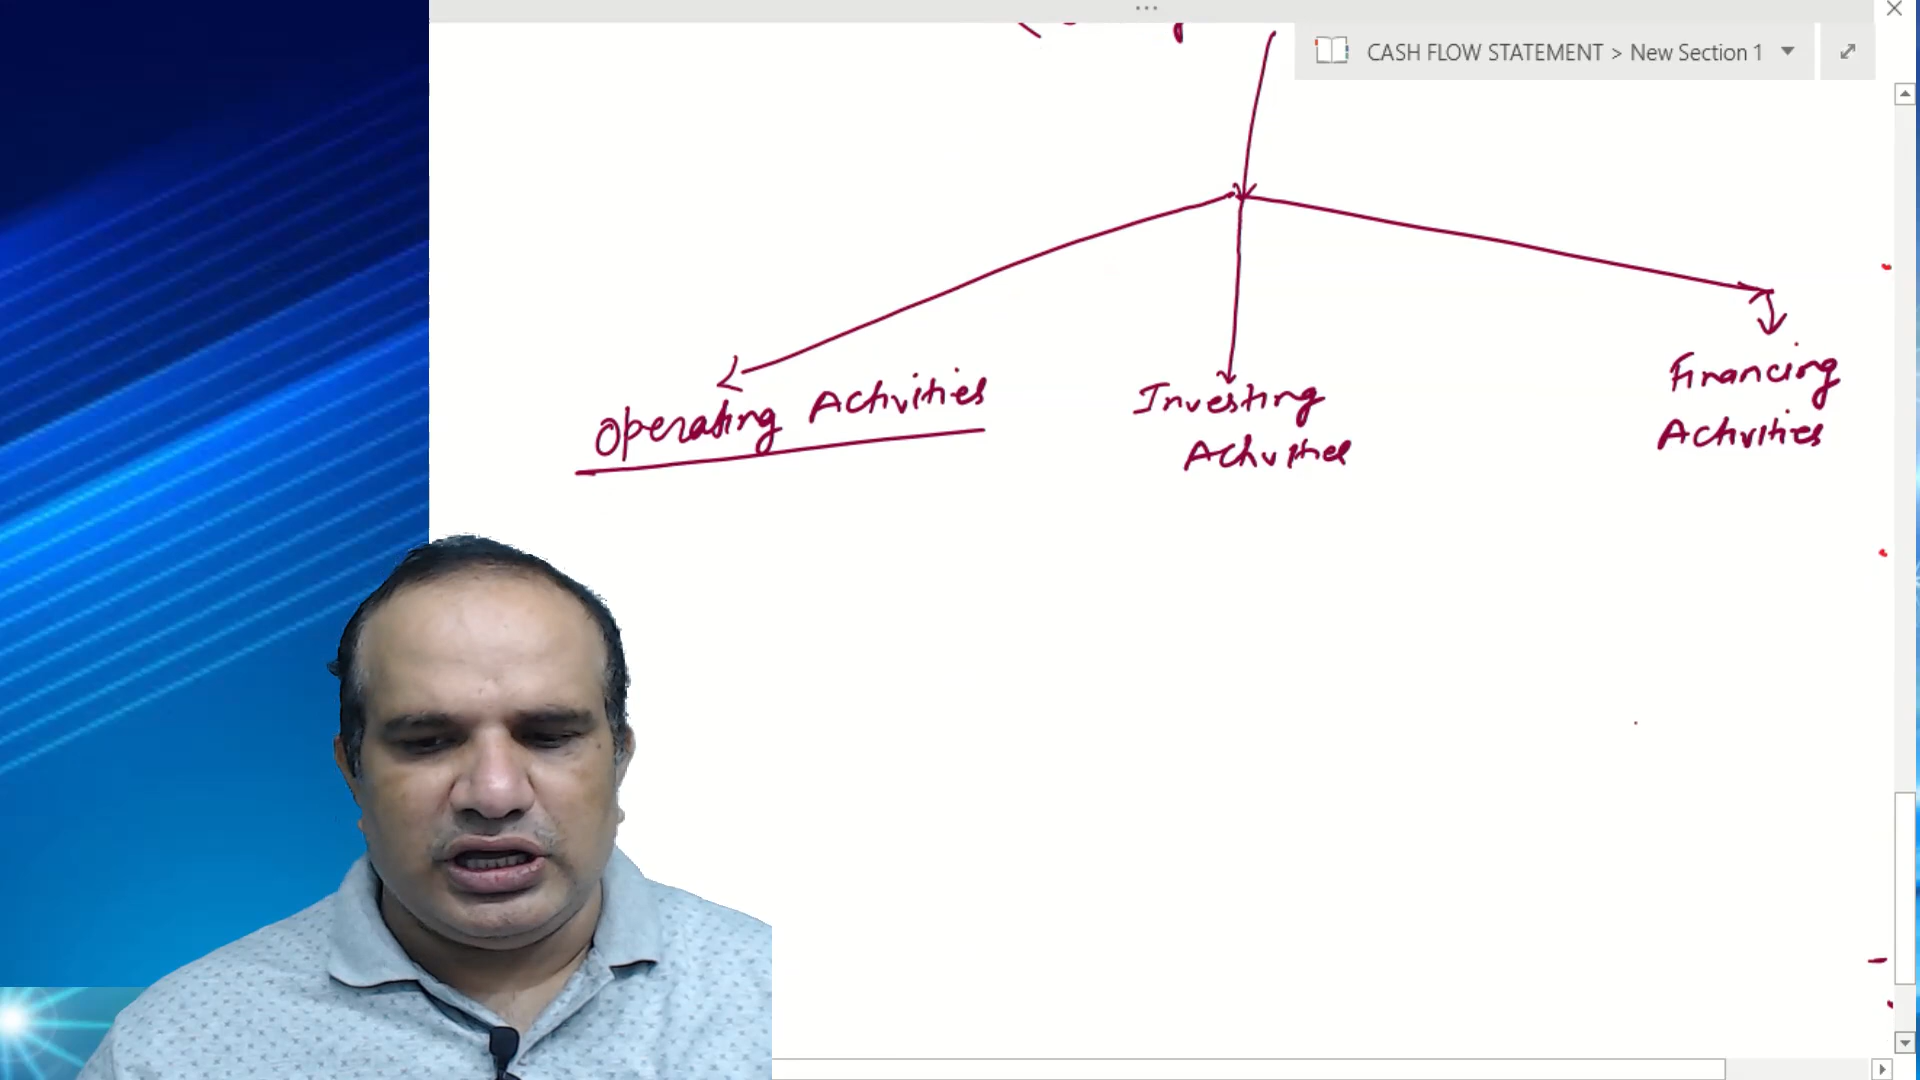 CASH FLOW STATEMENT > New Section 1
Operating Activities
Investing
Activities
Financing
Activities